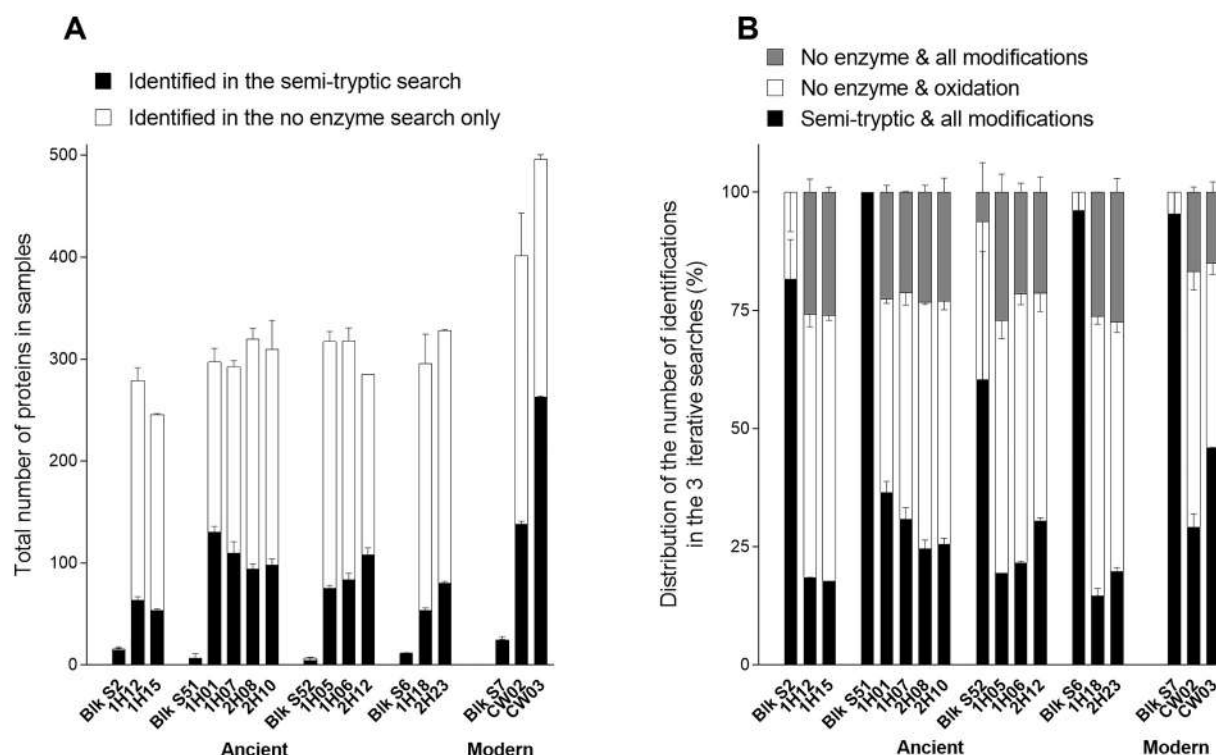 A
Identified in the semi-tryptic search
Identified in the no enzyme search only
Total number of proteins in samples
500
400
300
200
100
0
Blk S2
1H12
1H15
Blk S51
1H01
1H07
2H08
2H10
Blk S52
1H05
1H06
2H12
Blk S6
1H18
2H23
Blk S7
CW02
CW03
Ancient
Modern
B
No enzyme & all modifications
No enzyme & oxidation
Semi-tryptic & all modifications
Distribution of the number of identifications
in the 3 iterative searches (%)
100
75
50
25
0
Blk S2
1H12
1H15
Blk S51
1H01
1H07
2H08
2H10
Blk S52
1H05
1H06
2H12
Blk S6
1H18
2H23
Blk S7
CW02
CW03
Ancient
Modern